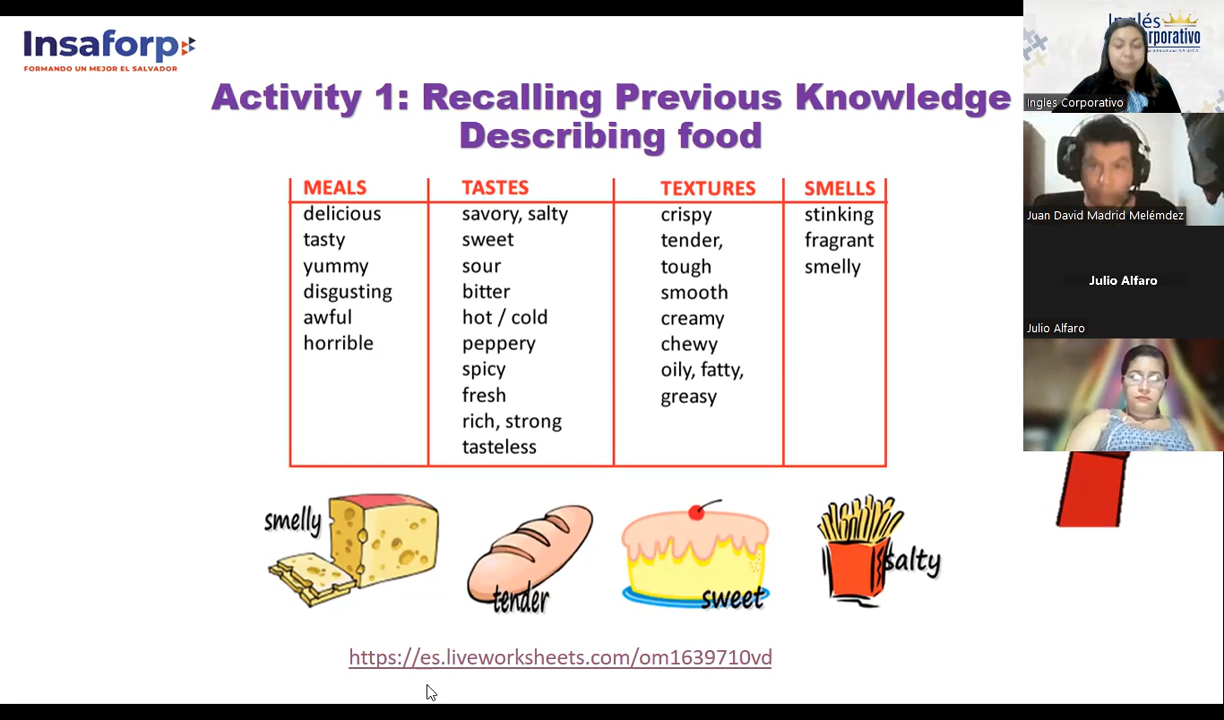 Insaforp
FORMANDO UN MEJOR EL SALVADOR
Activity 1: Recalling Previous Knowledge
Describing food
MEALS TASTES TEXTURES SMELLS
delicious savory, salty crispy stinking
tasty sweet tender, fragrant
yummy sour tough smelly
disgusting bitter smooth
awful hot / cold creamy
horrible peppery chewy
spicy oily, fatty,
fresh greasy
rich, strong
tasteless
smelly
tender
sweet
salty
https://es.liveworksheets.com/om1639710vd
Inglés
Ingles Corporativo
Juan David Madrid Melémdez
Julio Alfaro
Julio Alfaro